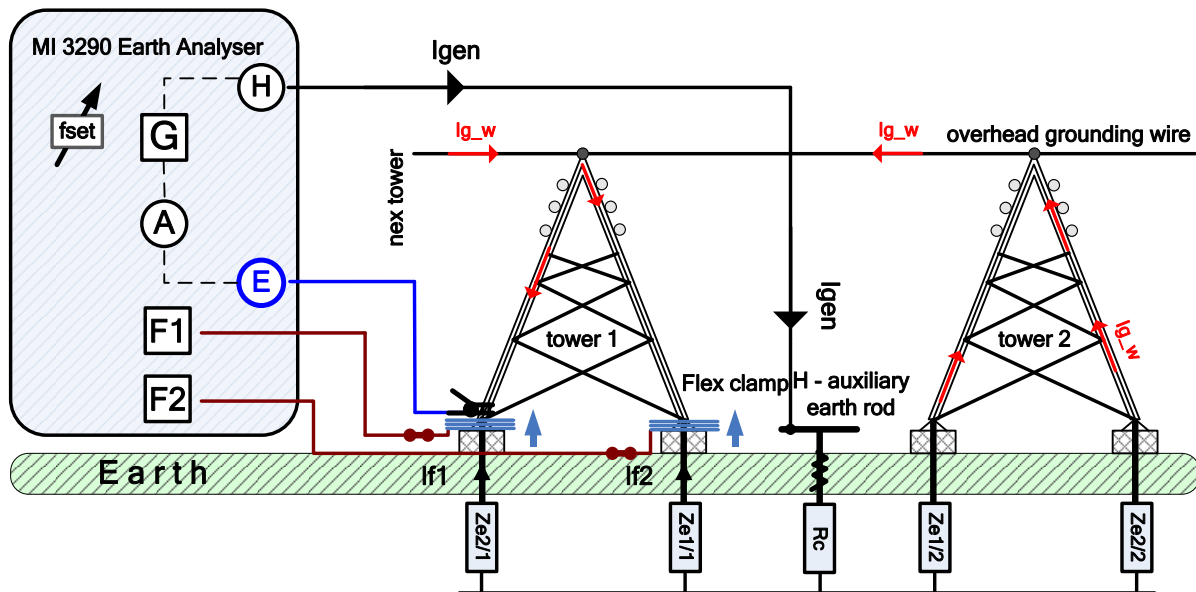 MI 3290 Earth Analyser
H
fset
G
A
E
F1
F2
Igen
Ig_w
Ig_w
overhead grounding wire
nex tower
Igen
tower 1
tower 2
Ig_w
Flex clamp
H - auxiliary
earth rod
Earth
If1
If2
Ze2/1
Ze1/1
Rc
Ze1/2
Ze2/2